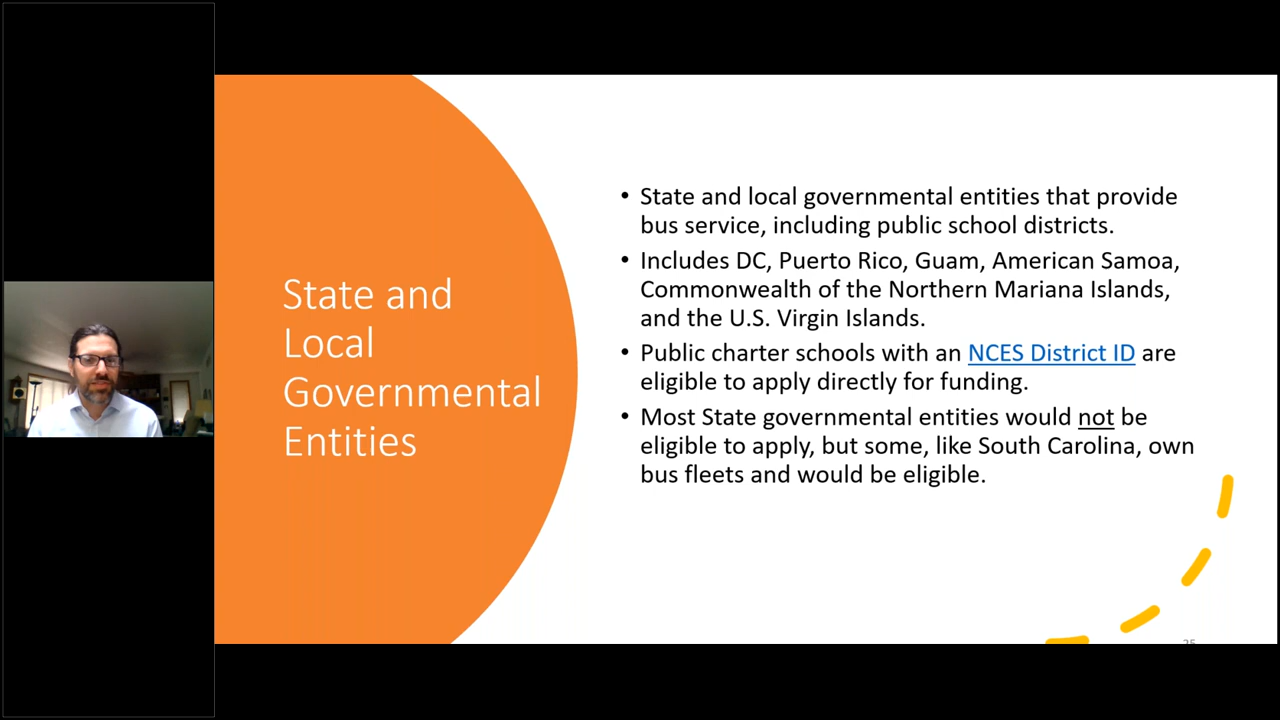 State and
Local
Governmental
Entities
• State and local governmental entities that provide
bus service, including public school districts.
• Includes DC, Puerto Rico, Guam, American Samoa,
Commonwealth of the Northern Mariana Islands,
and the U.S. Virgin Islands.
• Public charter schools with an NCES District ID are
eligible to apply directly for funding.
• Most State governmental entities would not be
eligible to apply, but some, like South Carolina, own
bus fleets and would be eligible.